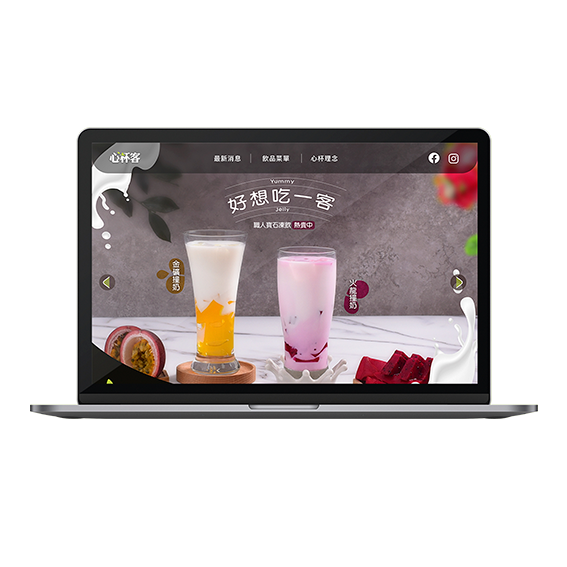 心杯客
最新消息
飲品菜單
心杯理念
Yummy
好想吃一客
Jelly
職人寶石凍飲 熱賣中
金礦撞奶
火龍撞奶